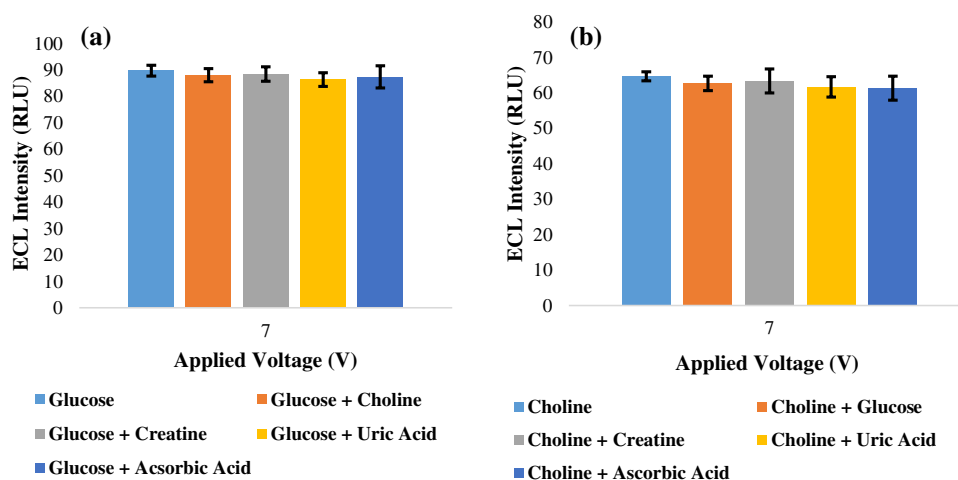 (a)
ECL Intensity (RLU)
100
90
80
70
60
50
40
30
20
10
0
7
Applied Voltage (V)
Glucose
Glucose + Choline
Glucose + Creatine
Glucose + Uric Acid
Glucose + Acsorbic Acid
(b)
ECL Intensity (RLU)
80
70
60
50
40
30
20
10
0
7
Applied Voltage (V)
Choline
Choline + Glucose
Choline + Creatine
Choline + Uric Acid
Choline + Ascorbic Acid